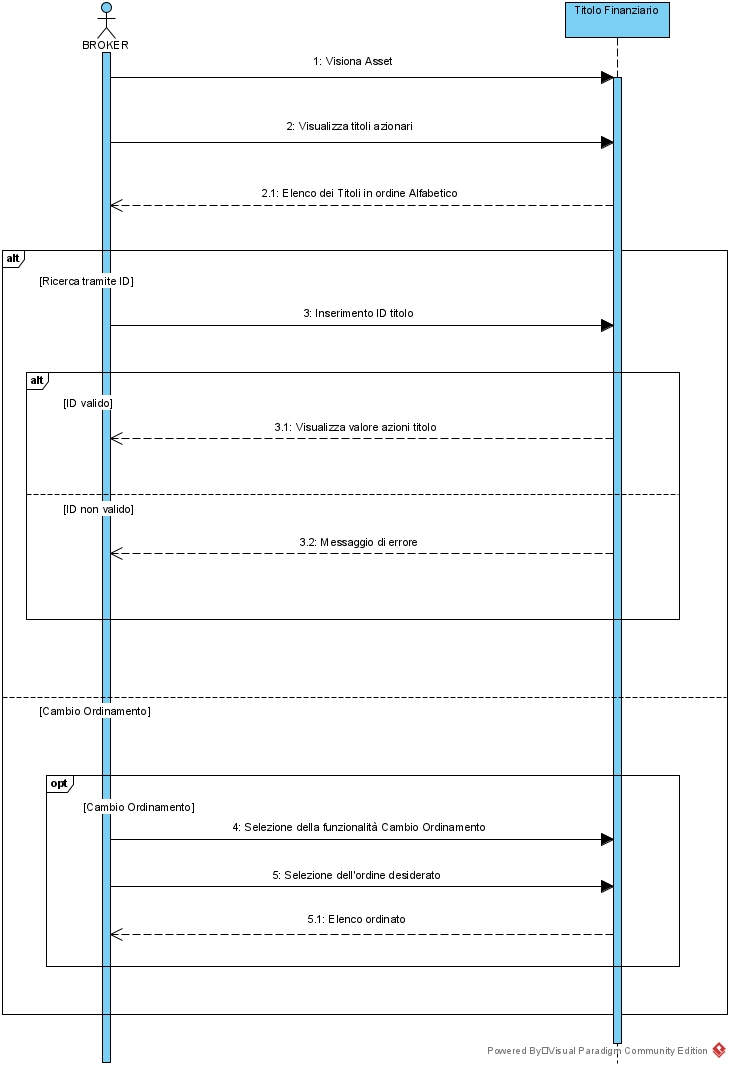 Titolo Finanziario
BROKER
1: Visiona Asset
2: Visualizza titoli azionari
2.1: Elenco dei Titoli in ordine Alfabetico
alt
[Ricerca tramite ID]
3: Inserimento ID titolo
alt
[ID valido]
3.1: Visualizza valore azioni titolo
[ID non valido]
3.2: Messaggio di errore
[Cambio Ordinamento]
opt
[Cambio Ordinamento]
4: Selezione della funzionalità Cambio Ordinamento
5: Selezione dell'ordine desiderato
5.1: Elenco ordinato
Powered By□Visual Paradigm Community Edition